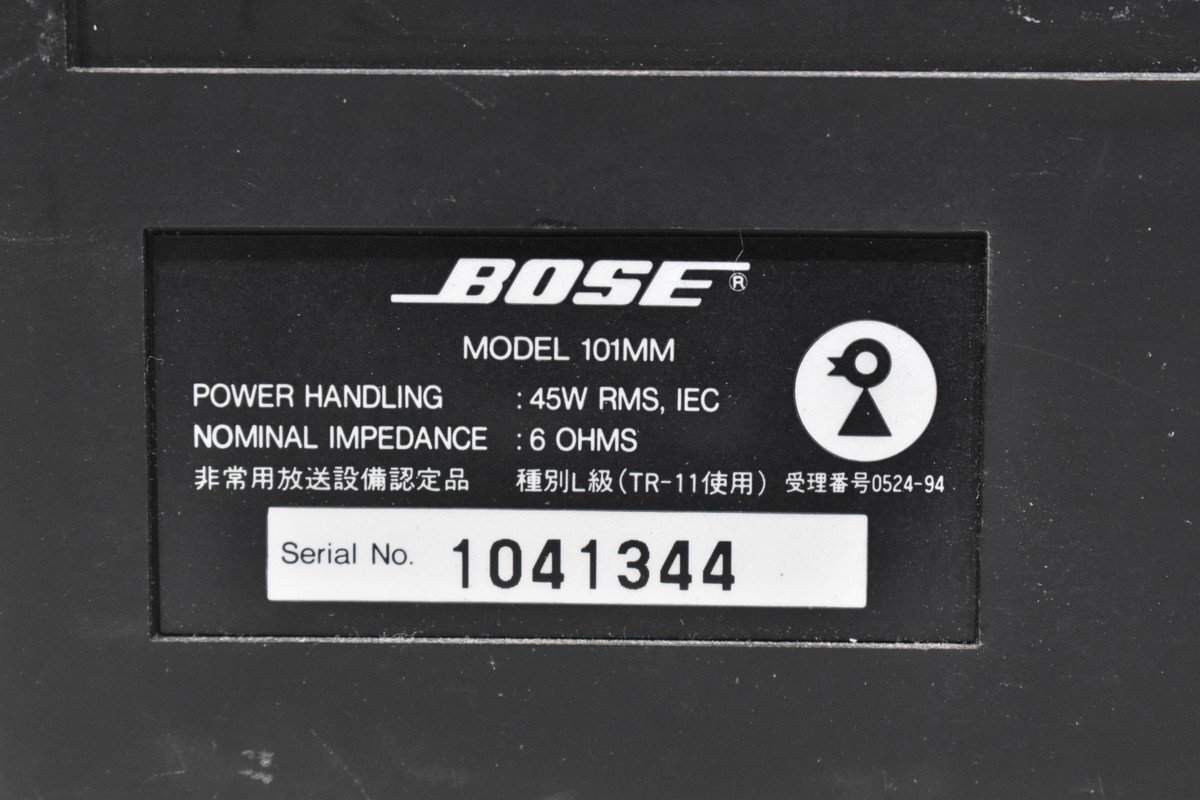 BOSE®
MODEL 101MM
POWER HANDLING : 45W RMS, IEC
NOMINAL IMPEDANCE : 6 OHMS
非常用放送設備認定品 種別L級(TR-11使用) 受理番号0524-94
Serial No. 1041344